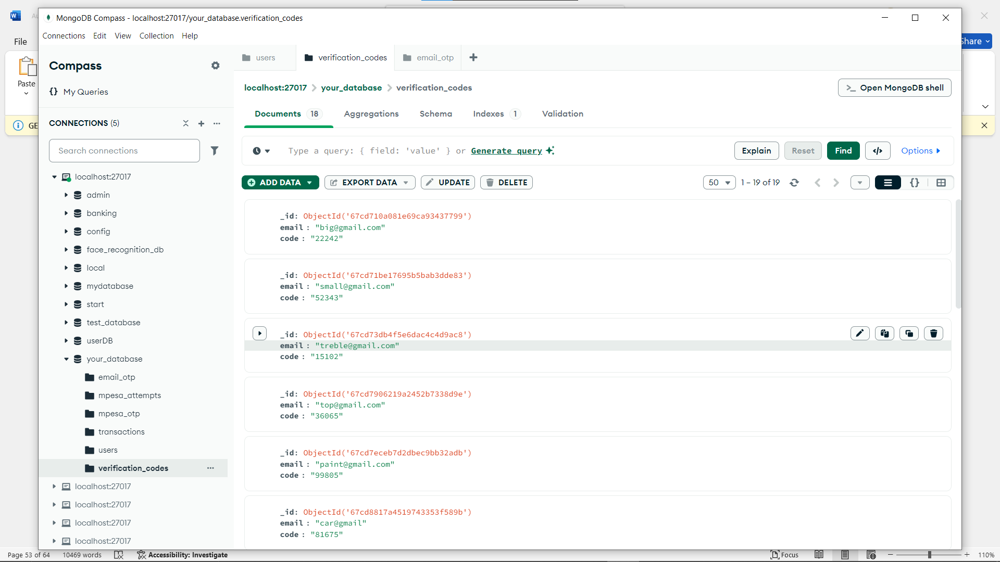 MongoDB Compass - localhost:27017/your_database.verification_codes
Connections Edit View Collection Help
File
Share
Paste
Compass
users
verification_codes
email_otp
{} My Queries
localhost:27017 > your_database > verification_codes
>_ Open MongoDB shell
Documents 18 Aggregations Schema Indexes 1 Validation
CONNECTIONS (5)
GE
Search connections
Type a query: { field: 'value' } or Generate query
Explain
Reset
Find
</>
Options
ADD DATA
EXPORT DATA
UPDATE
DELETE
50
1 – 19 of 19
{}
localhost:27017
admin
banking
config
face_recognition_db
local
mydatabase
start
test_database
userDB
your_database
email_otp
mpesa_attempts
mpesa_otp
transactions
users
verification_codes
localhost:27017
localhost:27017
localhost:27017
localhost:27017
_id: ObjectId('67cd710a081e69ca93437799')
email : "big@gmail.com"
code : "22242"
_id: ObjectId('67cd71be17695b5bab3dde83')
email : "small@gmail.com"
code : "52343"
_id: ObjectId('67cd73db4f5e6dac4c4d9ac8')
email : "treble@gmail.com"
code : "15102"
_id: ObjectId('67cd7906219a2452b7338d9e')
email : "top@gmail.com"
code : "36065"
_id: ObjectId('67cd7eceb7d2dbec9bb32adb')
email : "paint@gmail.com"
code : "99805"
_id: ObjectId('67cd8817a4519743353f589b')
email : "car@gmail"
code : "81675"
Page 53 of 64
10469 words
Accessibility: Investigate
Focus
110%